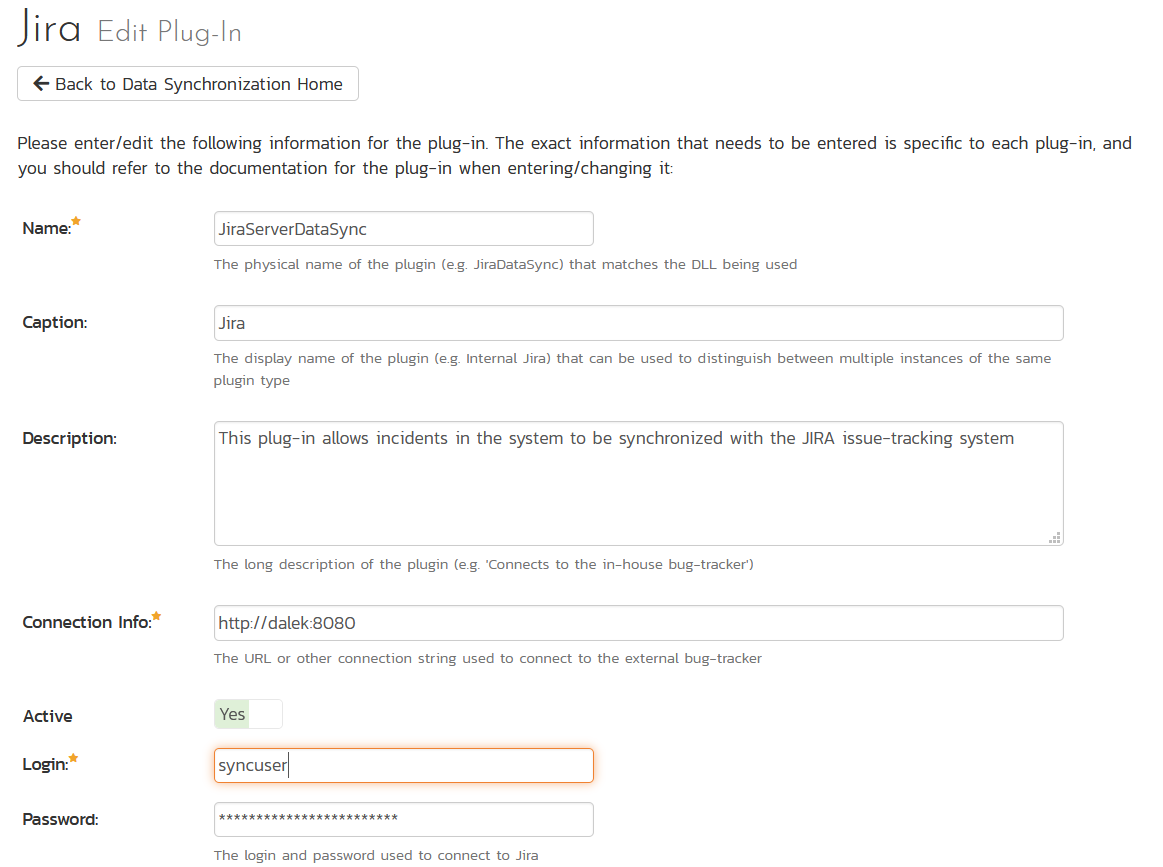 Jira Edit Plug-In
Back to Data Synchronization Home
Please enter/edit the following information for the plug-in. The exact information that needs to be entered is specific to each plug-in, and
you should refer to the documentation for the plug-in when entering/changing it:
Name:
JiraServerDataSync
The physical name of the plugin (e.g. JiraDataSync) that matches the DLL being used
Caption:
Jira
The display name of the plugin (e.g. Internal Jira) that can be used to distinguish between multiple instances of the same
plugin type
Description:
This plug-in allows incidents in the system to be synchronized with the JIRA issue-tracking system
The long description of the plugin (e.g. 'Connects to the in-house bug-tracker')
Connection Info:
http://dalek:8080
The URL or other connection string used to connect to the external bug-tracker
Active
Yes
Login:
syncuser
Password:
************************
The login and password used to connect to Jira